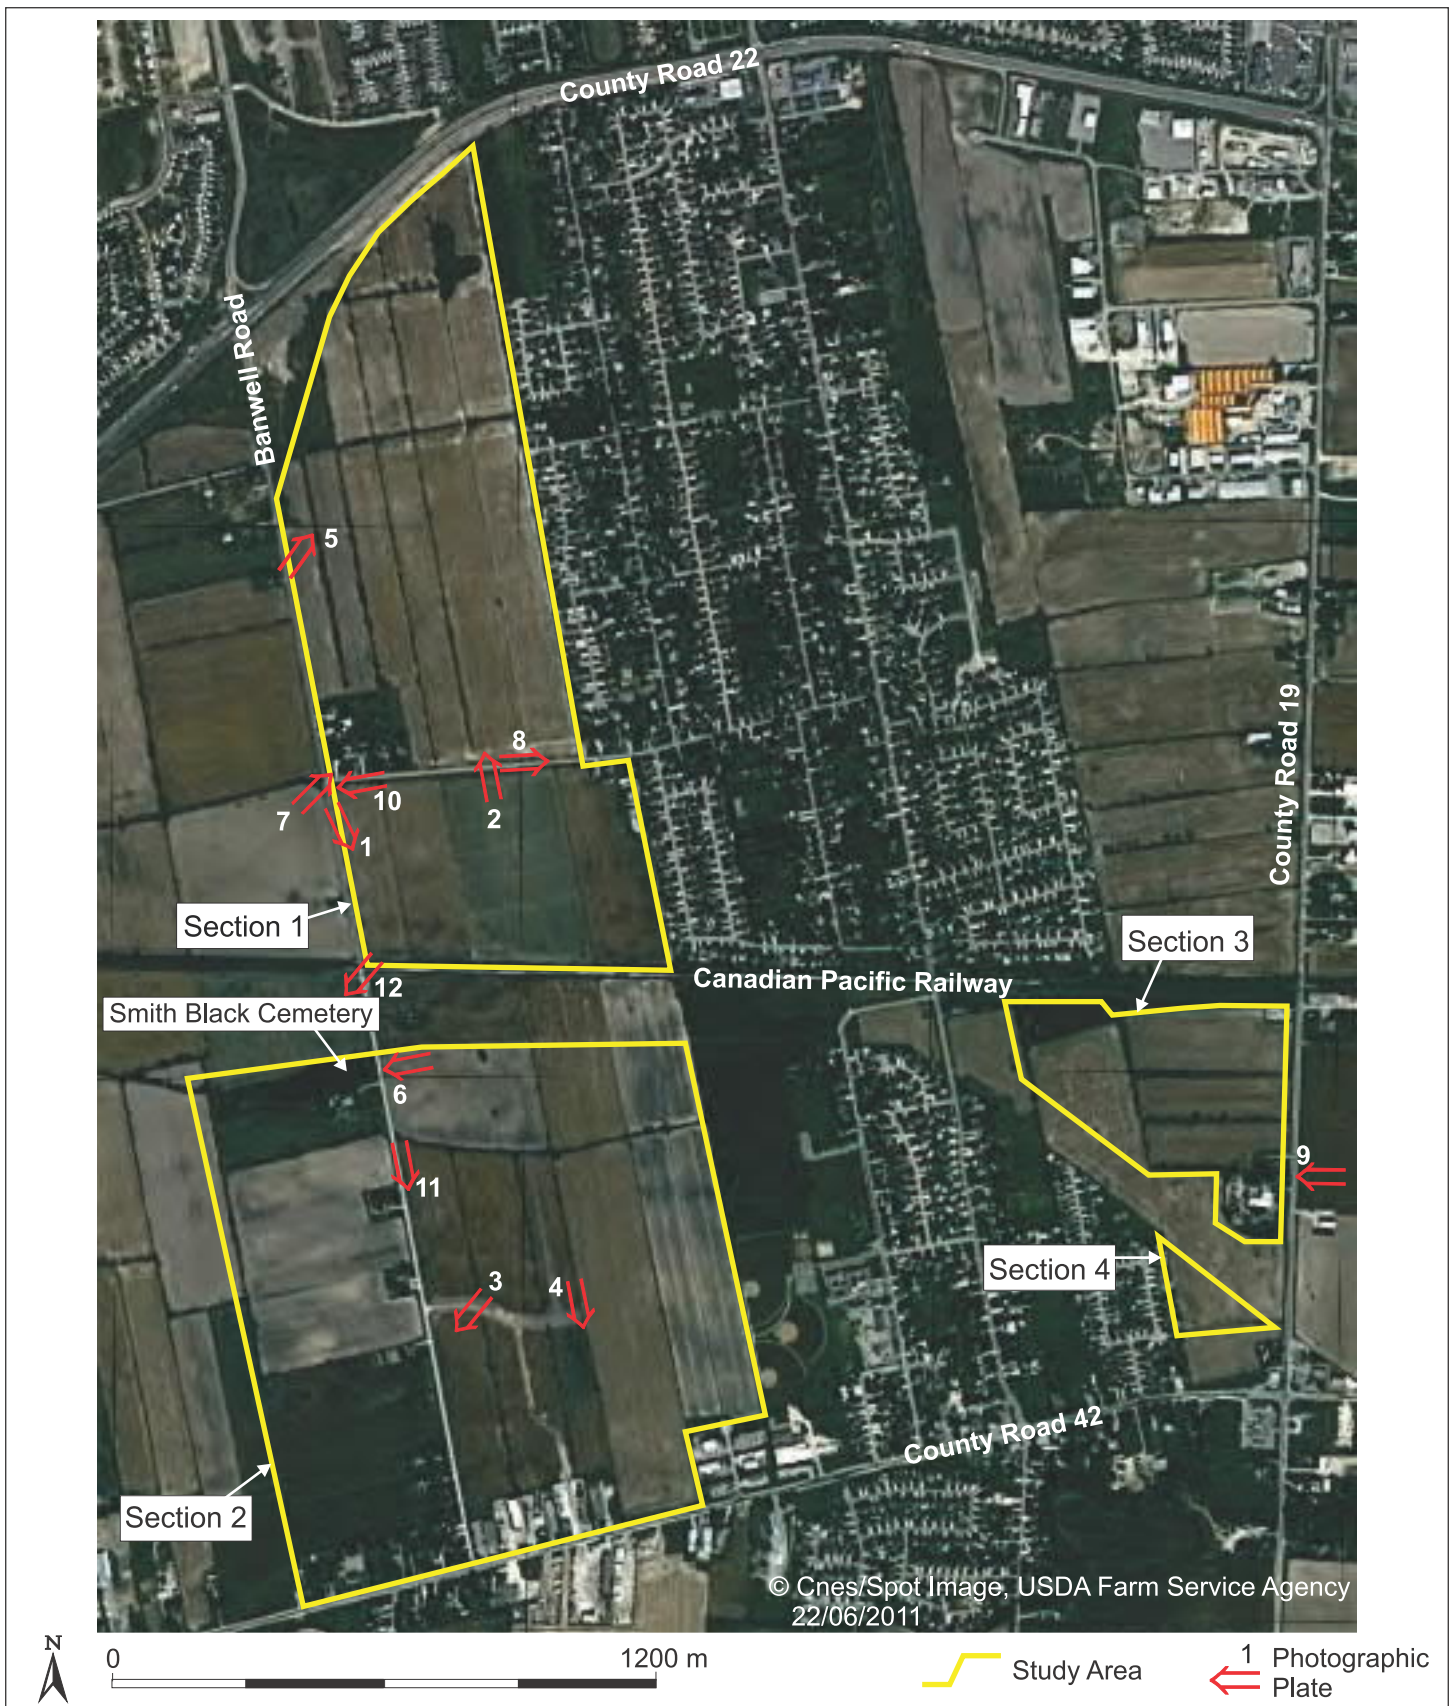 County Road 22
Banwell Road
5
8
10
7
2
1
County Road 19
Section 1
Section 3
Canadian Pacific Railway
12
Smith Black Cemetery
6
9
11
3
4
Section 4
County Road 42
Section 2
© Cnes/Spot Image, USDA Farm Service Agency
22/06/2011
N
0
1200 m
Study Area
1
Photographic
Plate